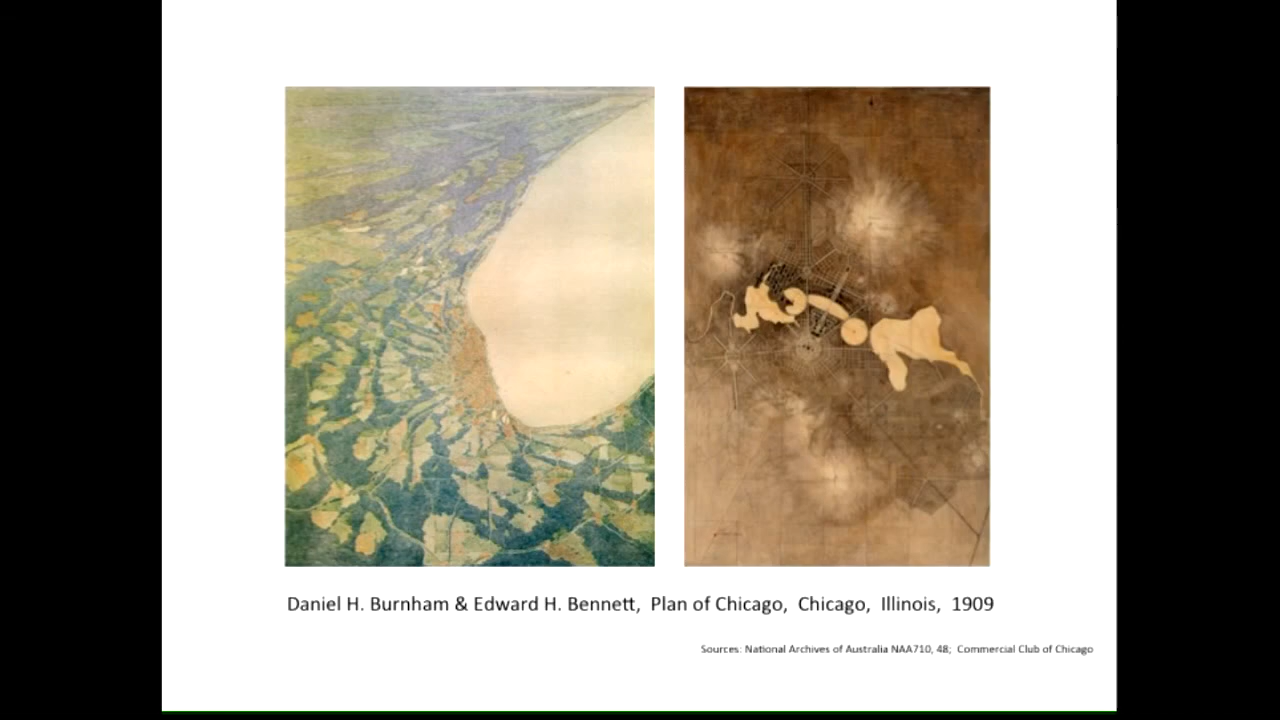 Daniel H. Burnham & Edward H. Bennett, Plan of Chicago, Chicago, Illinois, 1909
Sources: National Archives of Australia NAA710, 48; Commercial Club of Chicago